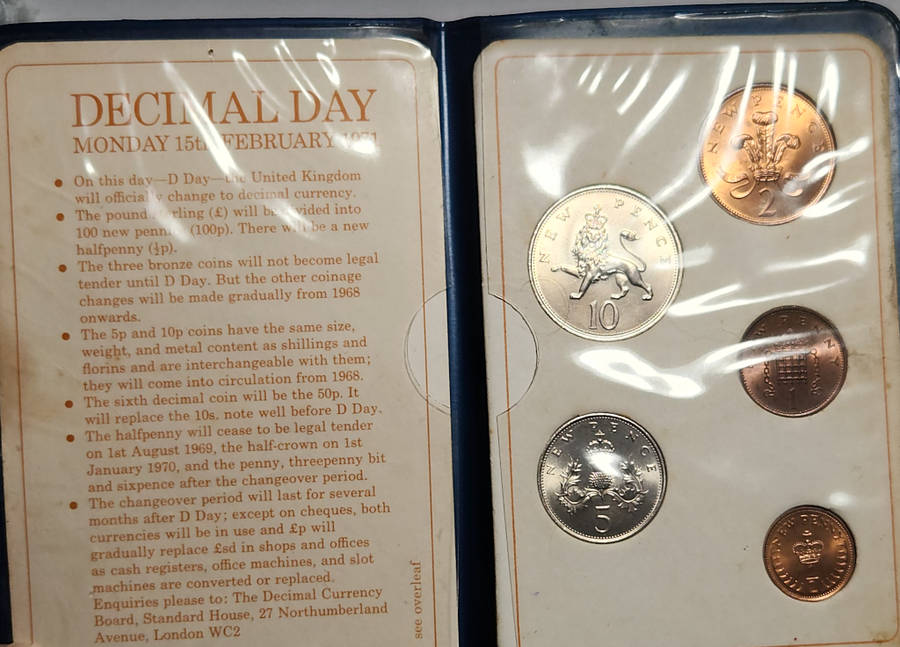 DECIMAL DAY
MONDAY 15th FEBRUARY 1971
• On this day—D Day—the United Kingdom
will officially change to decimal currency.
• The pound sterling (£) will be divided into
100 new pennies (100p). There will be a new
halfpenny (½p).
• The three bronze coins will not become legal
tender until D Day. But the other coinage
changes will be made gradually from 1968
onwards.
• The 5p and 10p coins have the same size,
weight, and metal content as shillings and
florins and are interchangeable with them;
they will come into circulation from 1968.
• The sixth decimal coin will be the 50p. It
will replace the 10s. note well before D Day.
• The halfpenny will cease to be legal tender
on 1st August 1969, the half-crown on 1st
January 1970, and the penny, threepenny bit
and sixpence after the changeover period.
• The changeover period will last for several
months after D Day; except on cheques, both
currencies will be in use and £p will
gradually replace £sd in shops and offices
as cash registers, office machines, and slot
machines are converted or replaced.
Enquiries please to: The Decimal Currency
Board, Standard House, 27 Northumberland
Avenue, London WC2
see overleaf
NEW PENCE
2
NEW PENCE
10
1
NEW PENCE
5
NEW PENNY